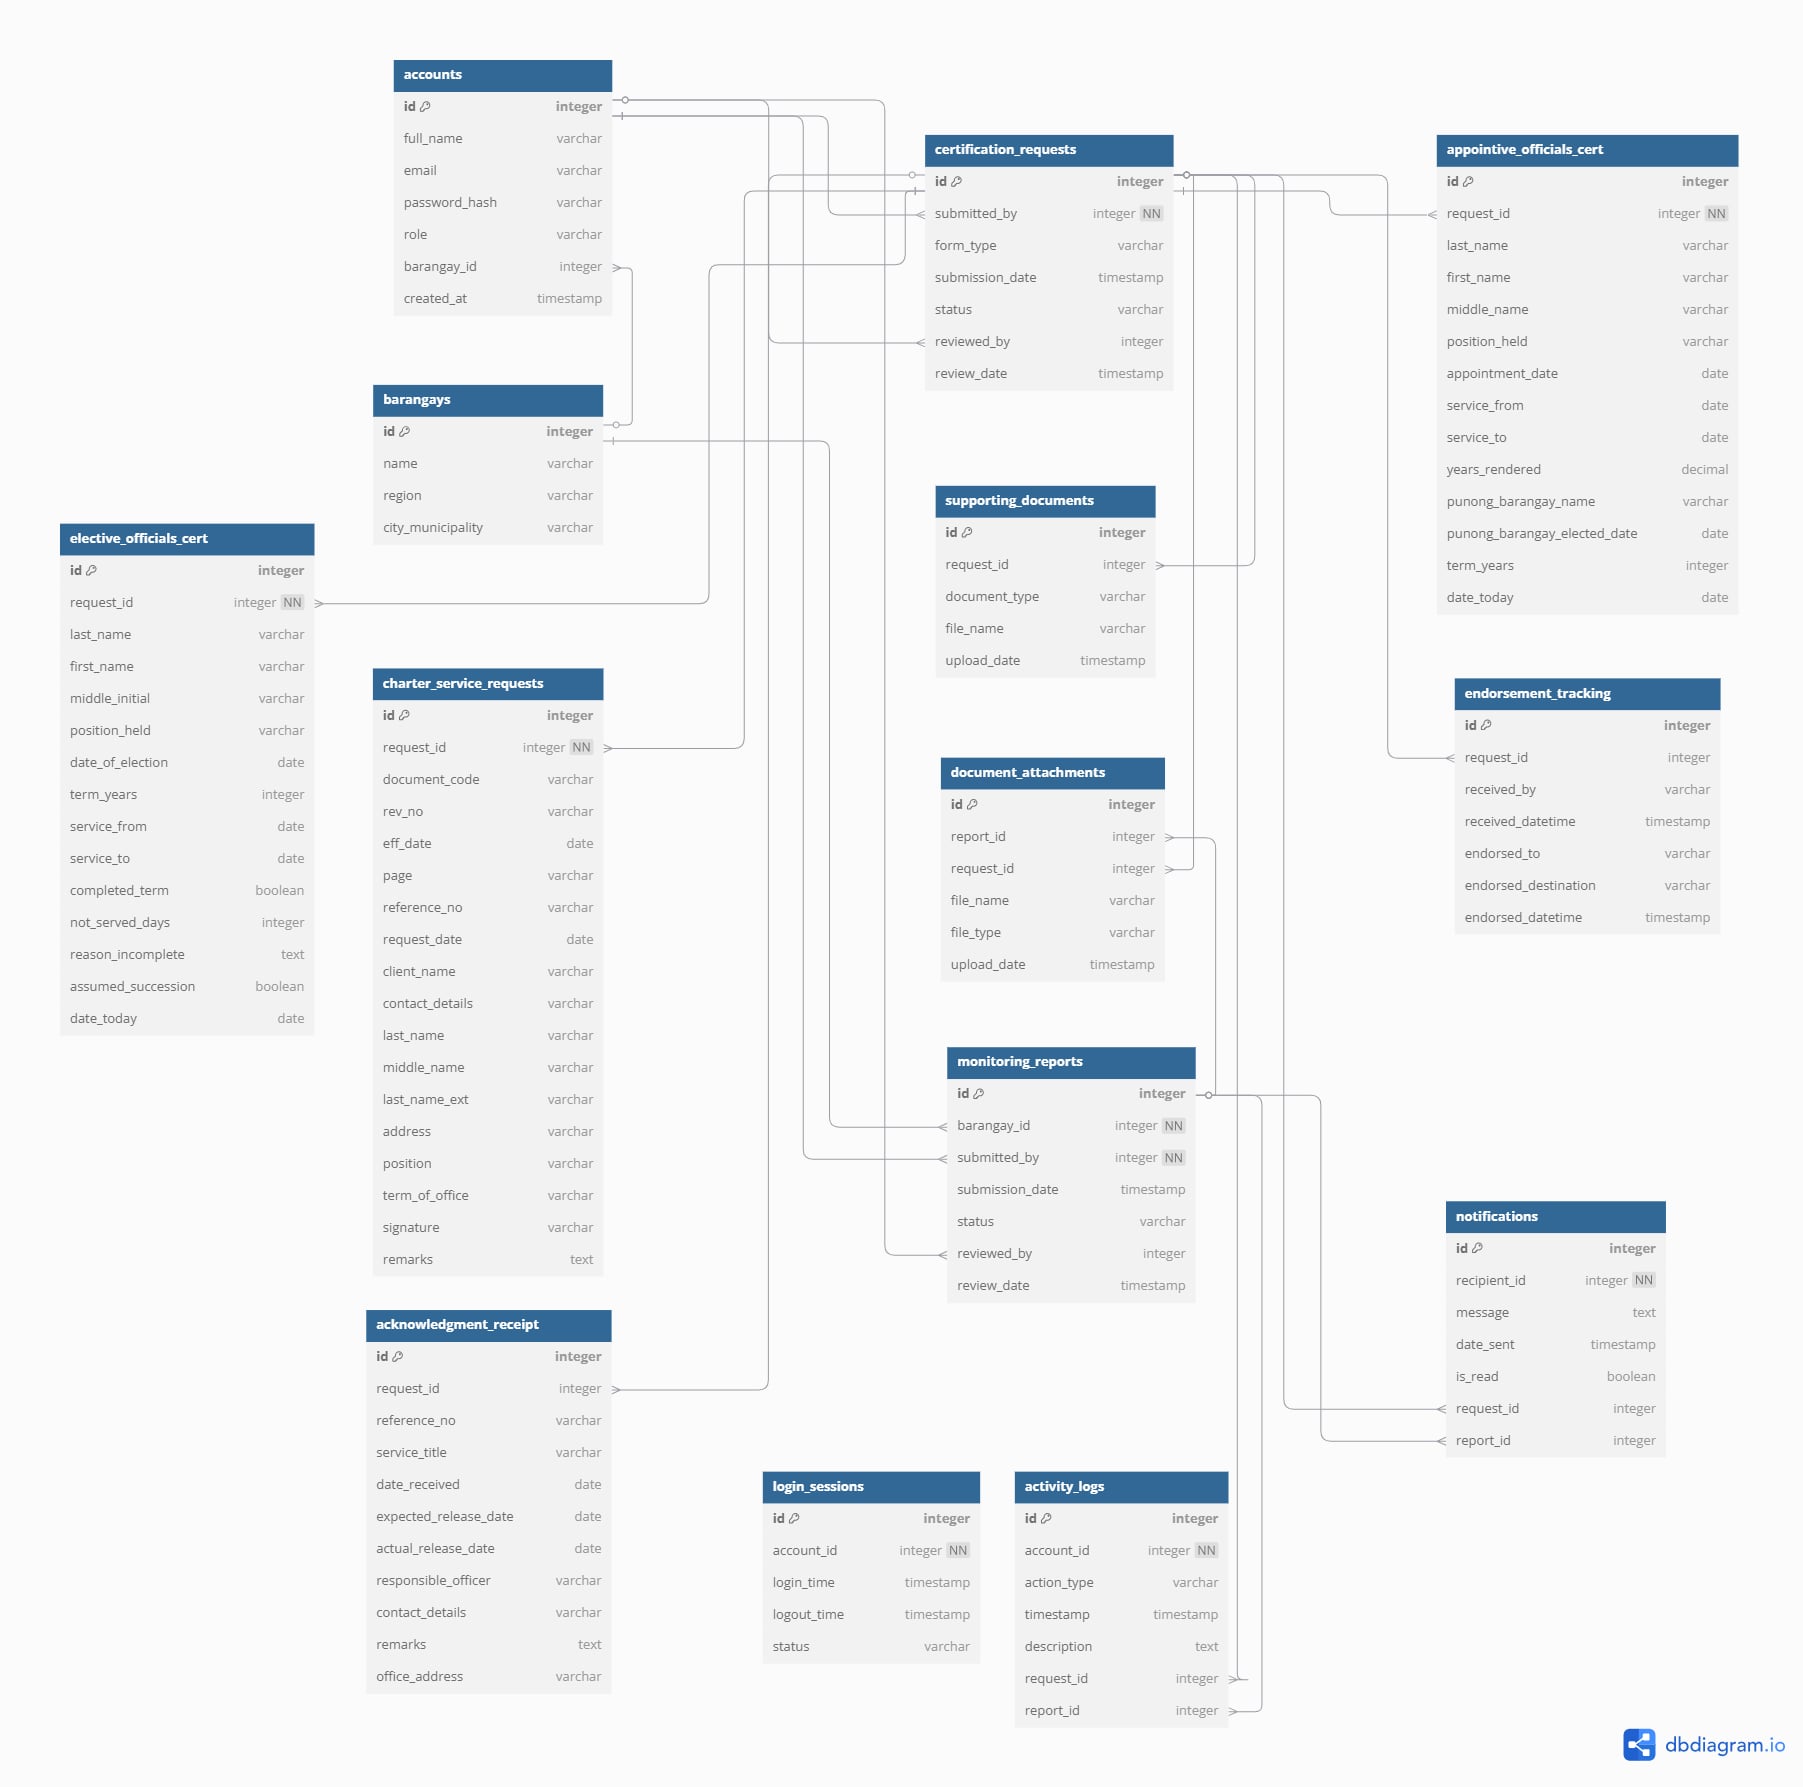 accounts
id integer
full_name varchar
email varchar
password_hash varchar
role varchar
barangay_id integer
created_at timestamp
certification_requests
id integer
submitted_by integer NN
form_type varchar
submission_date timestamp
status varchar
reviewed_by integer
review_date timestamp
appointive_officials_cert
id integer
request_id integer NN
last_name varchar
first_name varchar
middle_name varchar
position_held varchar
appointment_date date
service_from date
service_to date
years_rendered decimal
punong_barangay_name varchar
punong_barangay_elected_date date
term_years integer
date_today date
barangays
id integer
name varchar
region varchar
city_municipality varchar
supporting_documents
id integer
request_id integer
document_type varchar
file_name varchar
upload_date timestamp
elective_officials_cert
id integer
request_id integer NN
last_name varchar
first_name varchar
middle_initial varchar
position_held varchar
date_of_election date
term_years integer
service_from date
service_to date
completed_term boolean
not_served_days integer
reason_incomplete text
assumed_succession boolean
date_today date
charter_service_requests
id integer
request_id integer NN
document_code varchar
rev_no varchar
eff_date date
page varchar
reference_no varchar
request_date date
client_name varchar
contact_details varchar
last_name varchar
middle_name varchar
last_name_ext varchar
address varchar
position varchar
term_of_office varchar
signature varchar
remarks text
endorsement_tracking
id integer
request_id integer
received_by varchar
received_datetime timestamp
endorsed_to varchar
endorsed_destination varchar
endorsed_datetime timestamp
document_attachments
id integer
report_id integer
request_id integer
file_name varchar
file_type varchar
upload_date timestamp
monitoring_reports
id integer
barangay_id integer NN
submitted_by integer NN
submission_date timestamp
status varchar
reviewed_by integer
review_date timestamp
notifications
id integer
recipient_id integer NN
message text
date_sent timestamp
is_read boolean
request_id integer
report_id integer
acknowledgment_receipt
id integer
request_id integer
reference_no varchar
service_title varchar
date_received date
expected_release_date date
actual_release_date date
responsible_officer varchar
contact_details varchar
remarks text
office_address varchar
login_sessions
id integer
account_id integer NN
login_time timestamp
logout_time timestamp
status varchar
activity_logs
id integer
account_id integer NN
action_type varchar
timestamp timestamp
description text
request_id integer
report_id integer
dbdiagram.io